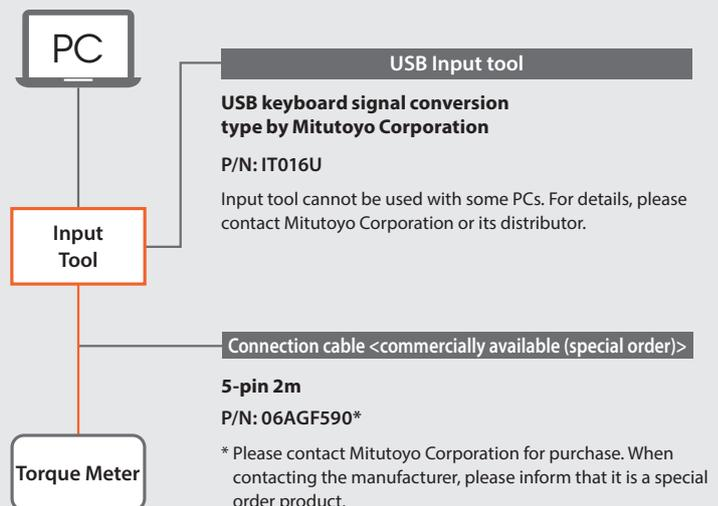 PC
USB Input tool
USB keyboard signal conversion
type by Mitutoyo Corporation
P/N: IT016U
Input tool cannot be used with some PCs. For details, please
contact Mitutoyo Corporation or its distributor.
Input
Tool
Connection cable <commercially available (special order)>
5-pin 2m
P/N: 06AGF590*
* Please contact Mitutoyo Corporation for purchase. When
contacting the manufacturer, please inform that it is a special
order product.
Torque Meter